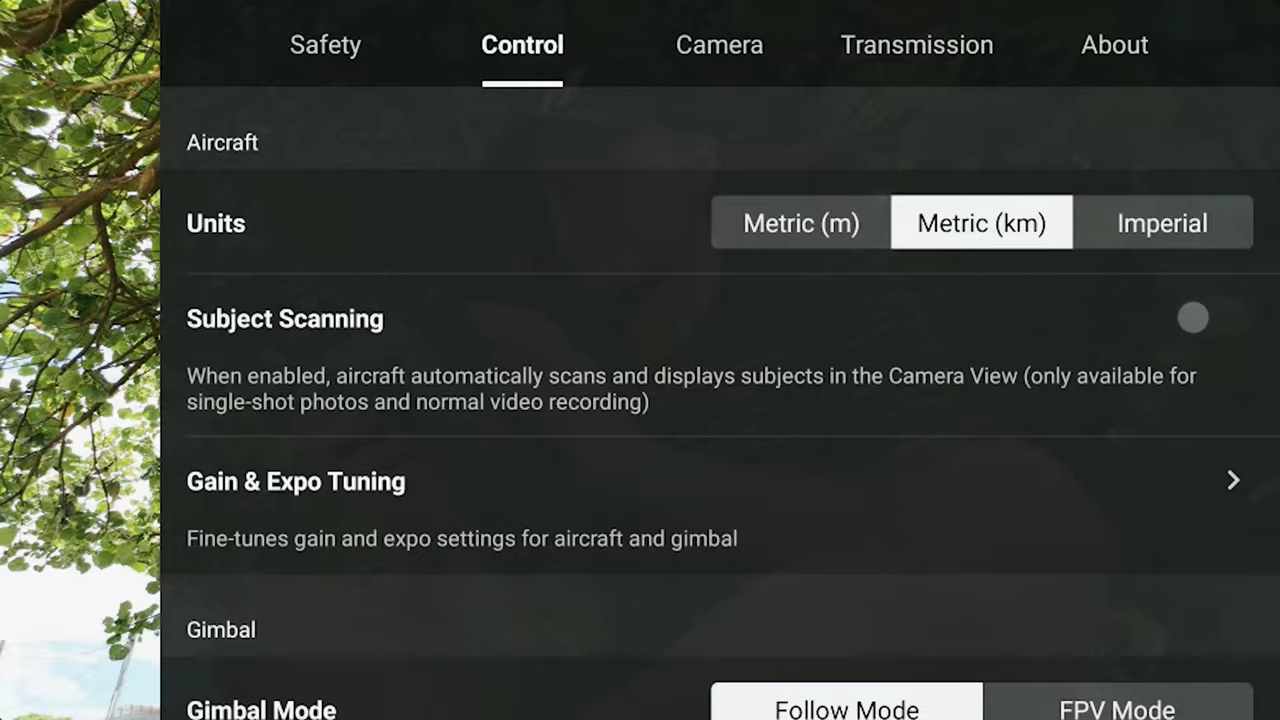 Safety Control Camera Transmission About
Aircraft
Units Metric (m) Metric (km) Imperial
Subject Scanning
When enabled, aircraft automatically scans and displays subjects in the Camera View (only available for
single-shot photos and normal video recording)
Gain & Expo Tuning
Fine-tunes gain and expo settings for aircraft and gimbal
Gimbal
Gimbal Mode Follow Mode FPV Mode